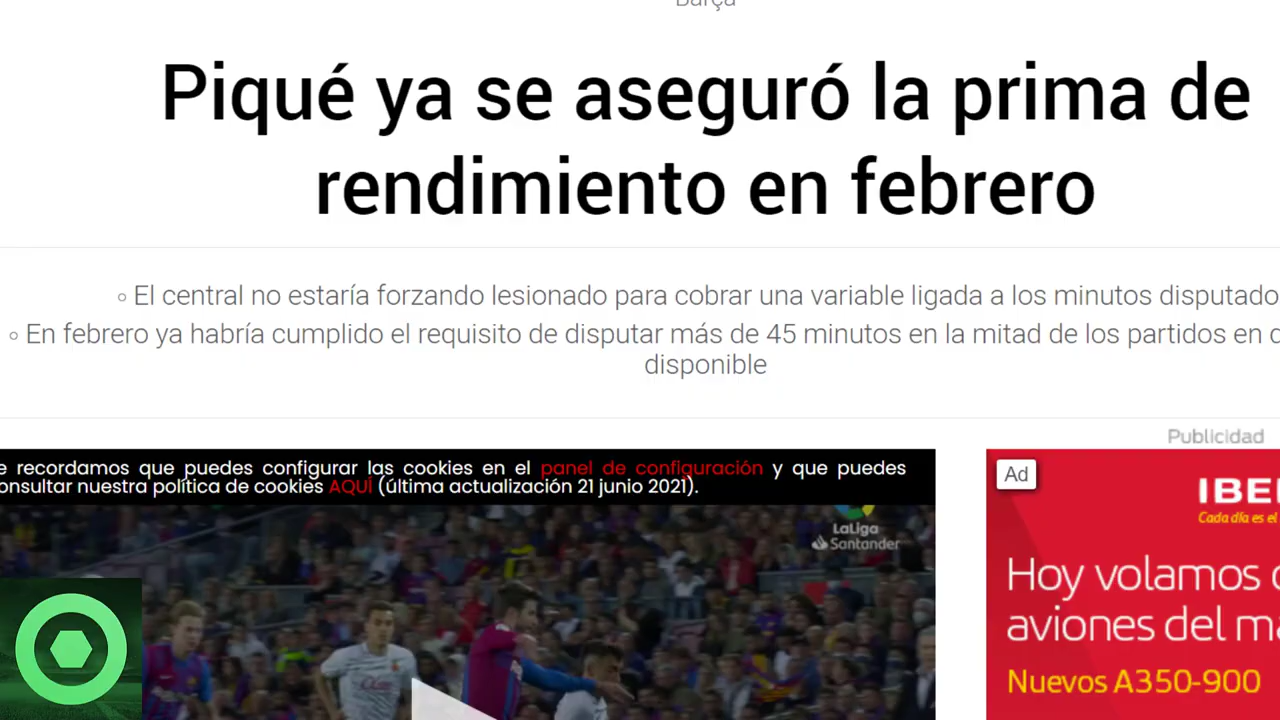 Barça
Piqué ya se aseguró la prima de
rendimiento en febrero
El central no estaría forzando lesionado para cobrar una variable ligada a los minutos disputado
En febrero ya habría cumplido el requisito de disputar más de 45 minutos en la mitad de los partidos en
disponible
Publicidad
e recordamos que puedes configurar las cookies en el panel de configuración y que puedes
onsultar nuestra política de cookies AQUÍ (última actualización 21 junio 2021).
Ad
IBE
Cada día es el
LaLiga
Santander
Hoy volamos
aviones del
Nuevos A350-900